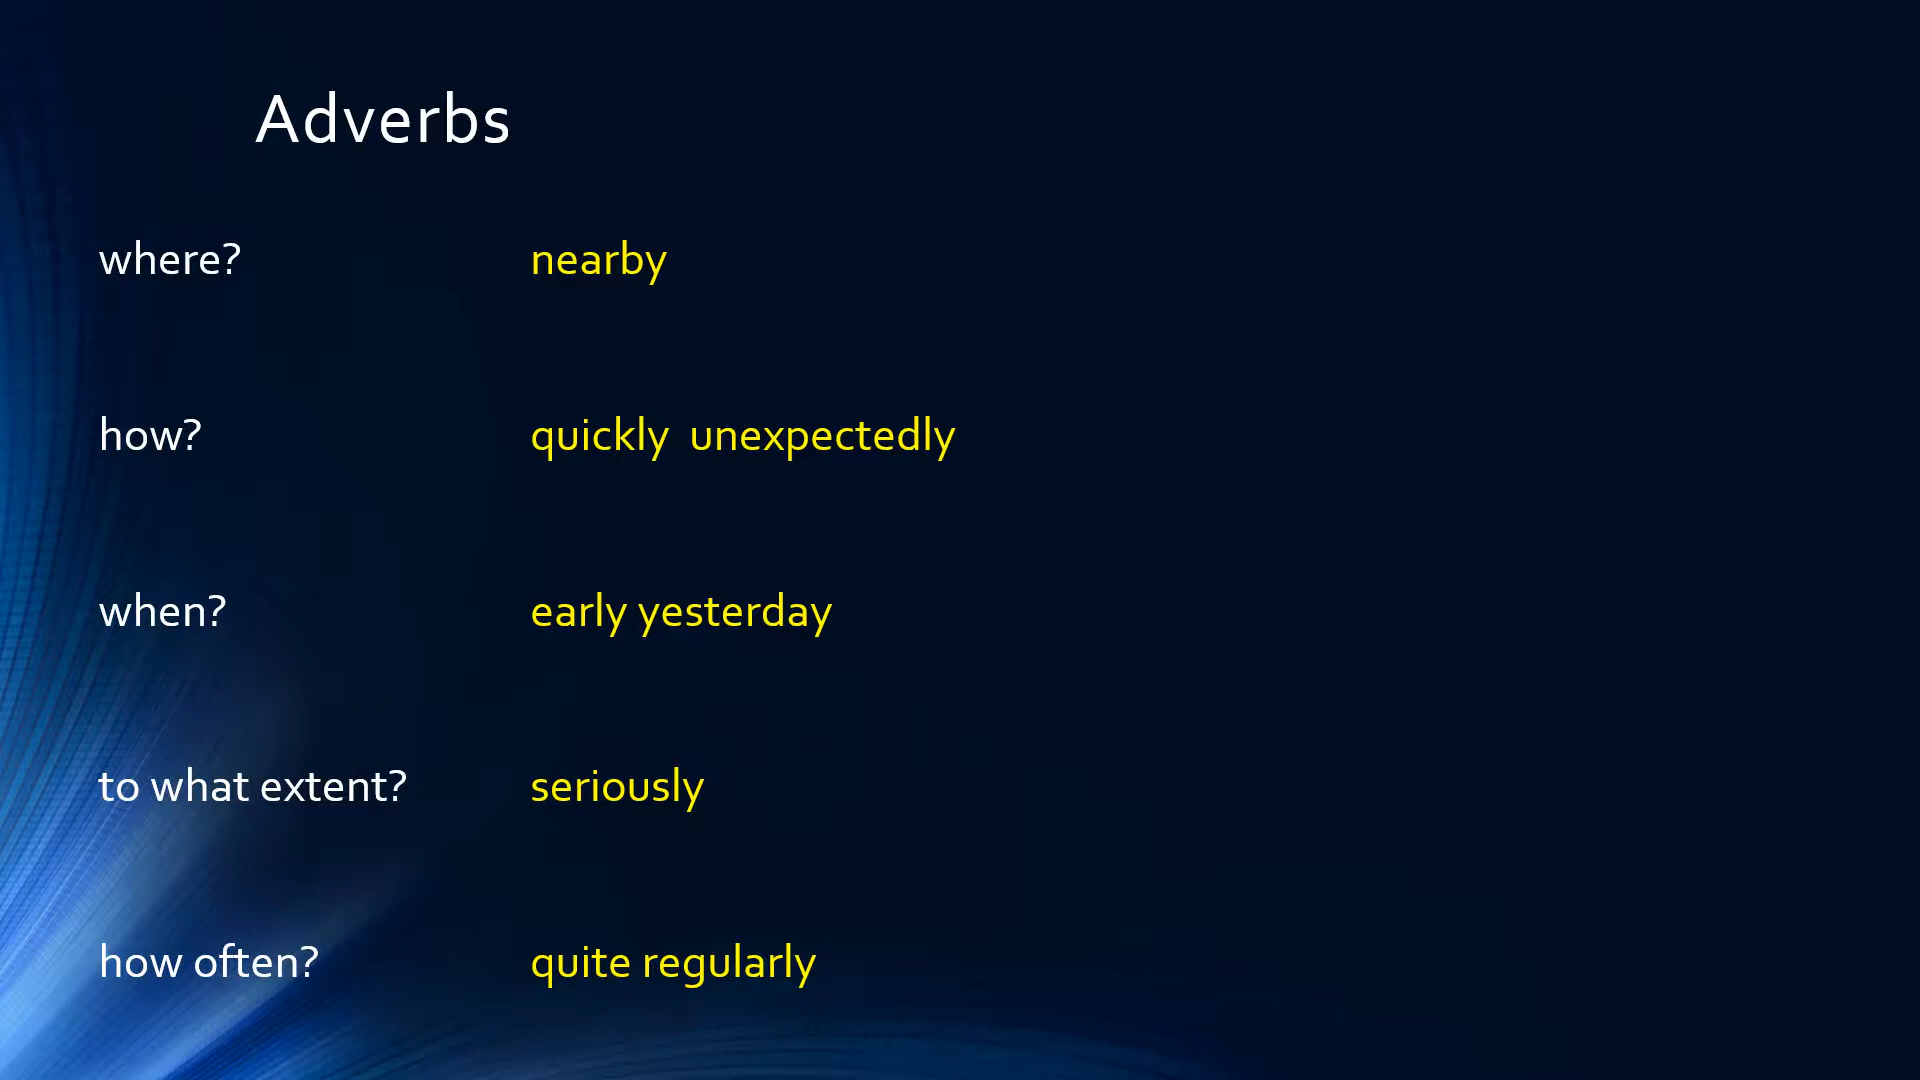 Adverbs
where? nearby
how? quickly unexpectedly
when? early yesterday
to what extent? seriously
how often? quite regularly